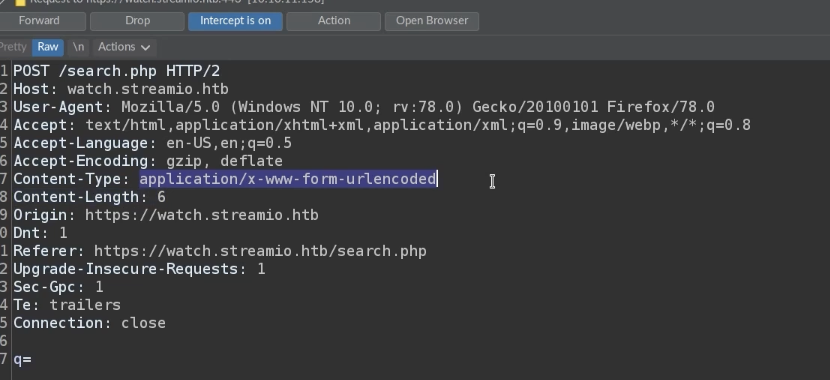 Request to https://watch.streamio.htb:443 [10.10.11.158]
Forward Drop Intercept is on Action Open Browser
Pretty Raw \n Actions
1 POST /search.php HTTP/2
2 Host: watch.streamio.htb
3 User-Agent: Mozilla/5.0 (Windows NT 10.0; rv:78.0) Gecko/20100101 Firefox/78.0
4 Accept: text/html,application/xhtml+xml,application/xml;q=0.9,image/webp,*/*;q=0.8
5 Accept-Language: en-US,en;q=0.5
6 Accept-Encoding: gzip, deflate
7 Content-Type: application/x-www-form-urlencoded
8 Content-Length: 6
9 Origin: https://watch.streamio.htb
0 Dnt: 1
1 Referer: https://watch.streamio.htb/search.php
2 Upgrade-Insecure-Requests: 1
3 Sec-Gpc: 1
4 Te: trailers
5 Connection: close
6
7 q=